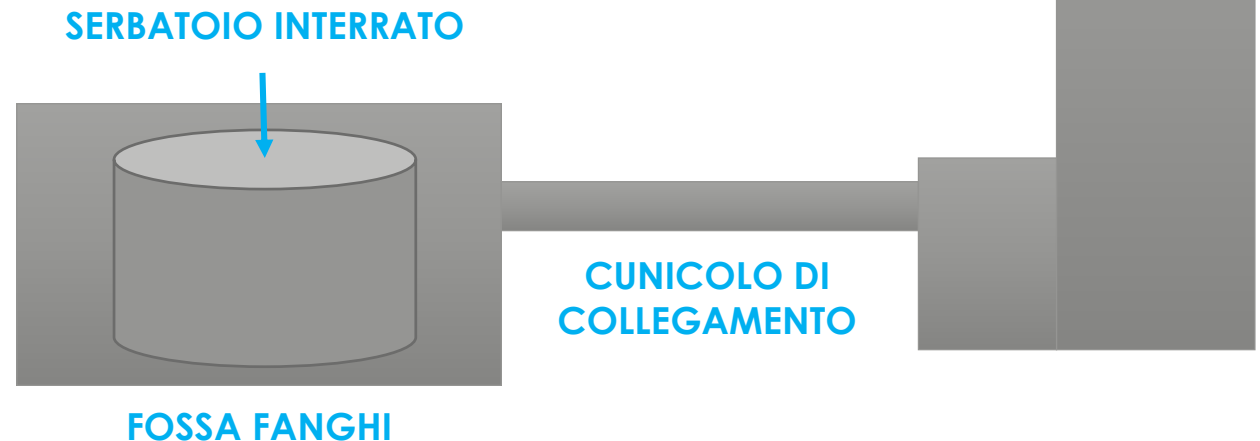 SERBATOIO INTERRATO
CUNICOLO DI
COLLEGAMENTO
FOSSA FANGHI